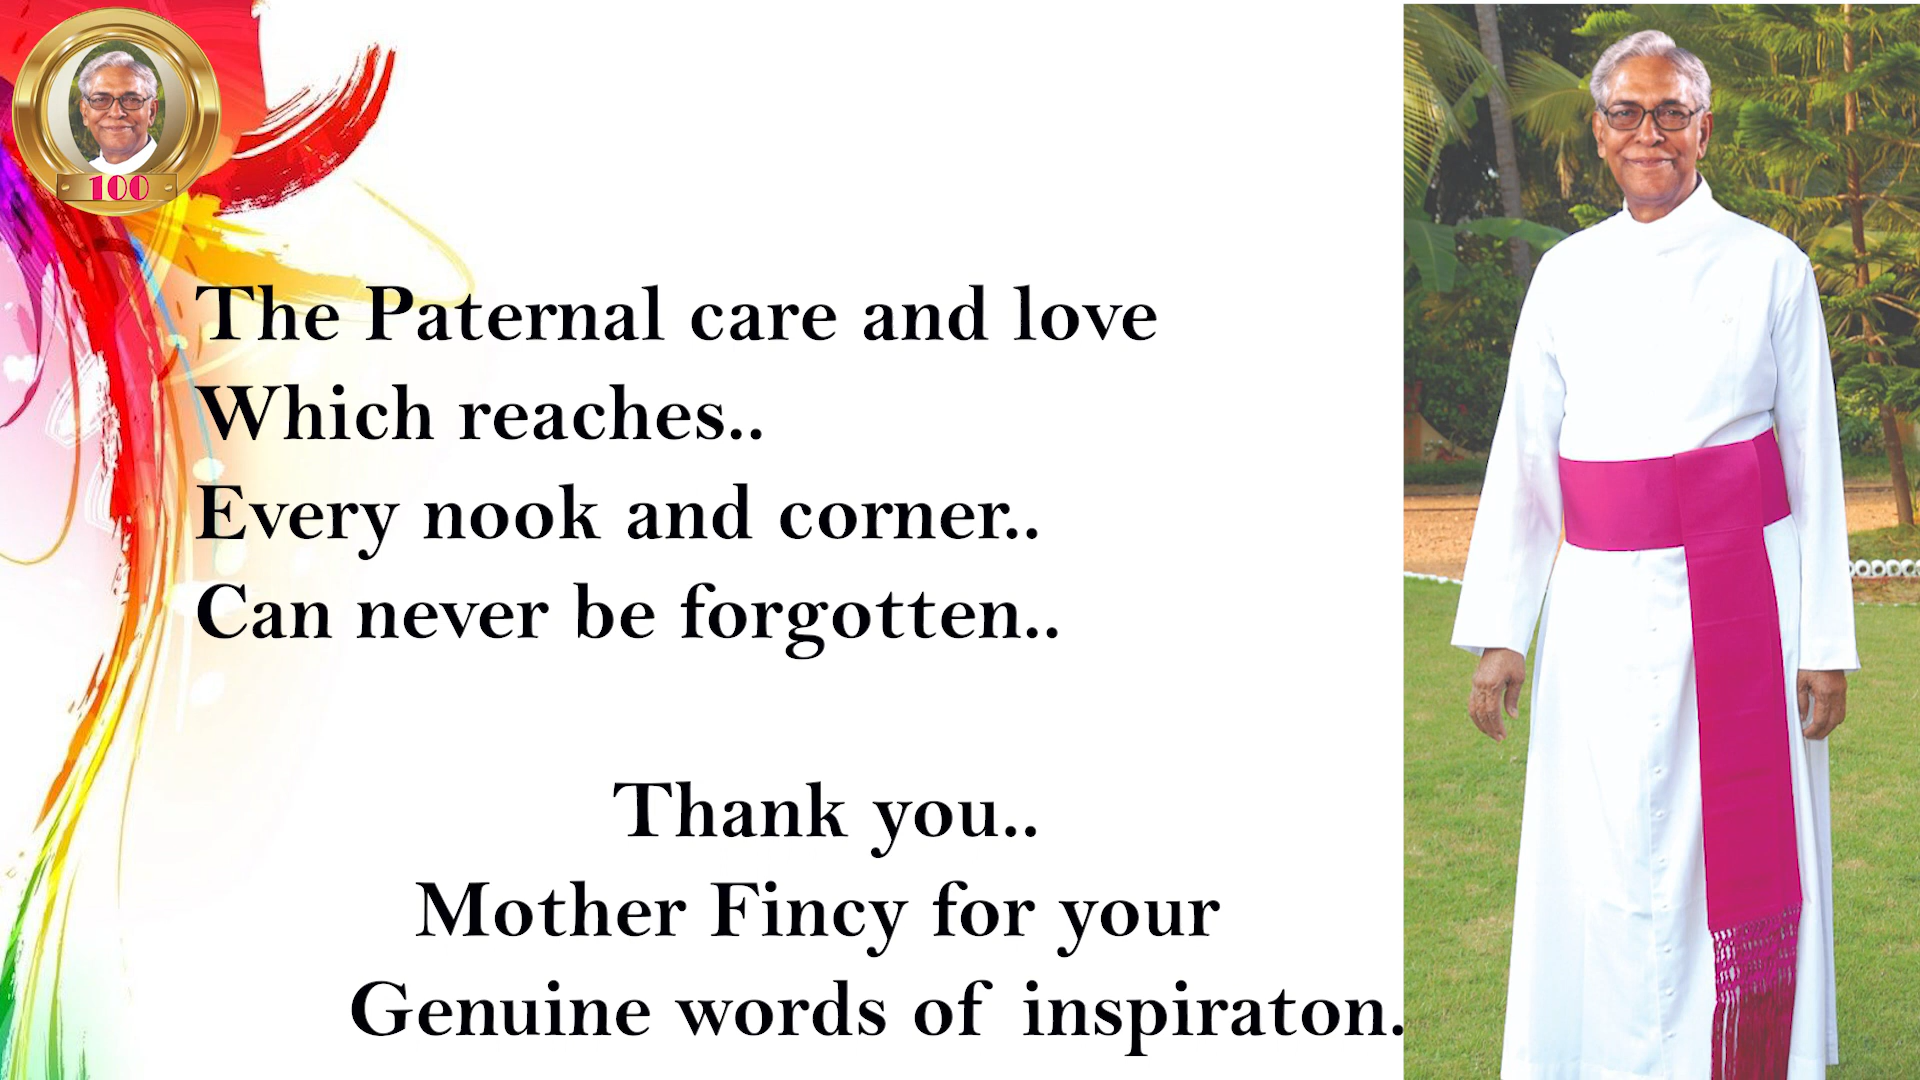 100
The Paternal care and love
Which reaches..
Every nook and corner..
Can never be forgotten..
Thank you..
Mother Fincy for your
Genuine words of inspiraton.